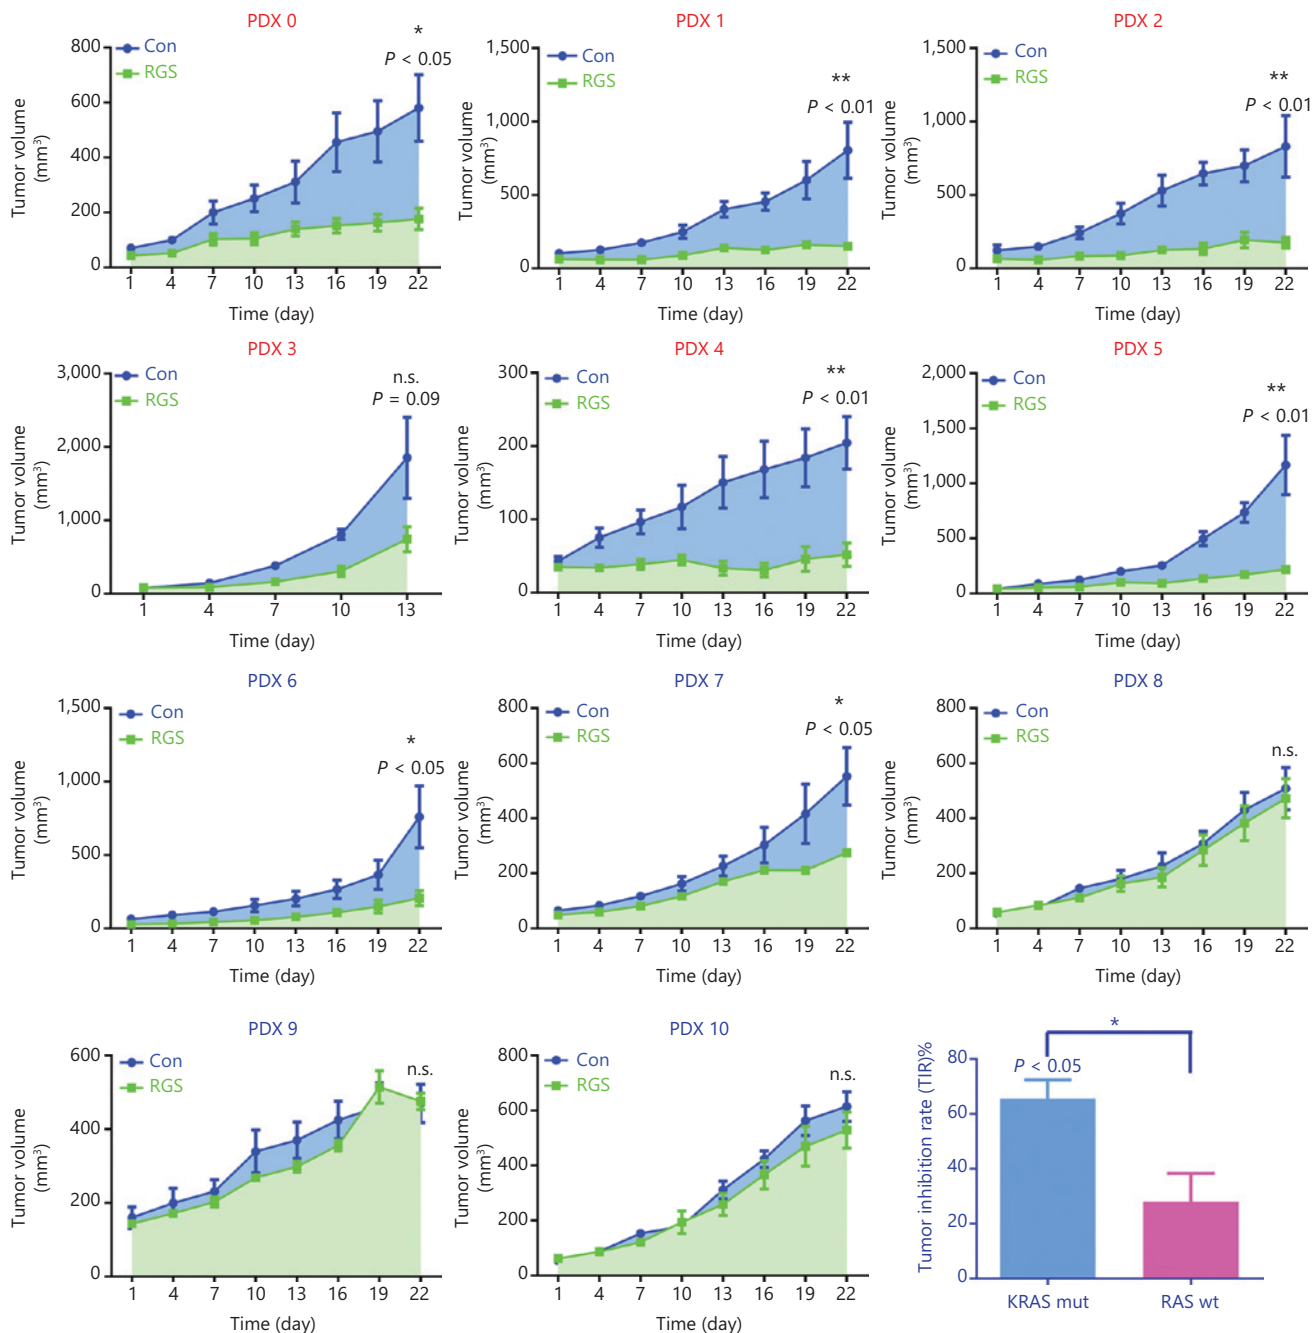 PDX 0
Con
RGS
*
P < 0.05
Tumor volume
(mm³)
800
600
400
200
0
1 4 7 10 13 16 19 22
Time (day)
PDX 1
Con
RGS
**
P < 0.01
Tumor volume
(mm³)
1,500
1,000
500
0
1 4 7 10 13 16 19 22
Time (day)
PDX 2
Con
RGS
**
P < 0.01
Tumor volume
(mm³)
1,500
1,000
500
0
1 4 7 10 13 16 19 22
Time (day)
PDX 3
Con
RGS
n.s.
P = 0.09
Tumor volume
(mm³)
3,000
2,000
1,000
0
1 4 7 10 13
Time (day)
PDX 4
Con
RGS
**
P < 0.01
Tumor volume
(mm³)
300
200
100
0
1 4 7 10 13 16 19 22
Time (day)
PDX 5
Con
RGS
**
P < 0.01
Tumor volume
(mm³)
2,000
1,500
1,000
500
0
1 4 7 10 13 16 19 22
Time (day)
PDX 6
Con
RGS
*
P < 0.05
Tumor volume
(mm³)
1,500
1,000
500
0
1 4 7 10 13 16 19 22
Time (day)
PDX 7
Con
RGS
*
P < 0.05
Tumor volume
(mm³)
800
600
400
200
0
1 4 7 10 13 16 19 22
Time (day)
PDX 8
Con
RGS
n.s.
Tumor volume
(mm³)
800
600
400
200
0
1 4 7 10 13 16 19 22
Time (day)
PDX 9
Con
RGS
n.s.
Tumor volume
(mm³)
600
400
200
0
1 4 7 10 13 16 19 22
Time (day)
PDX 10
Con
RGS
n.s.
Tumor volume
(mm³)
800
600
400
200
0
1 4 7 10 13 16 19 22
Time (day)
*
P < 0.05
Tumor inhibition rate (TIR)%
80
60
40
20
0
KRAS mut
RAS wt